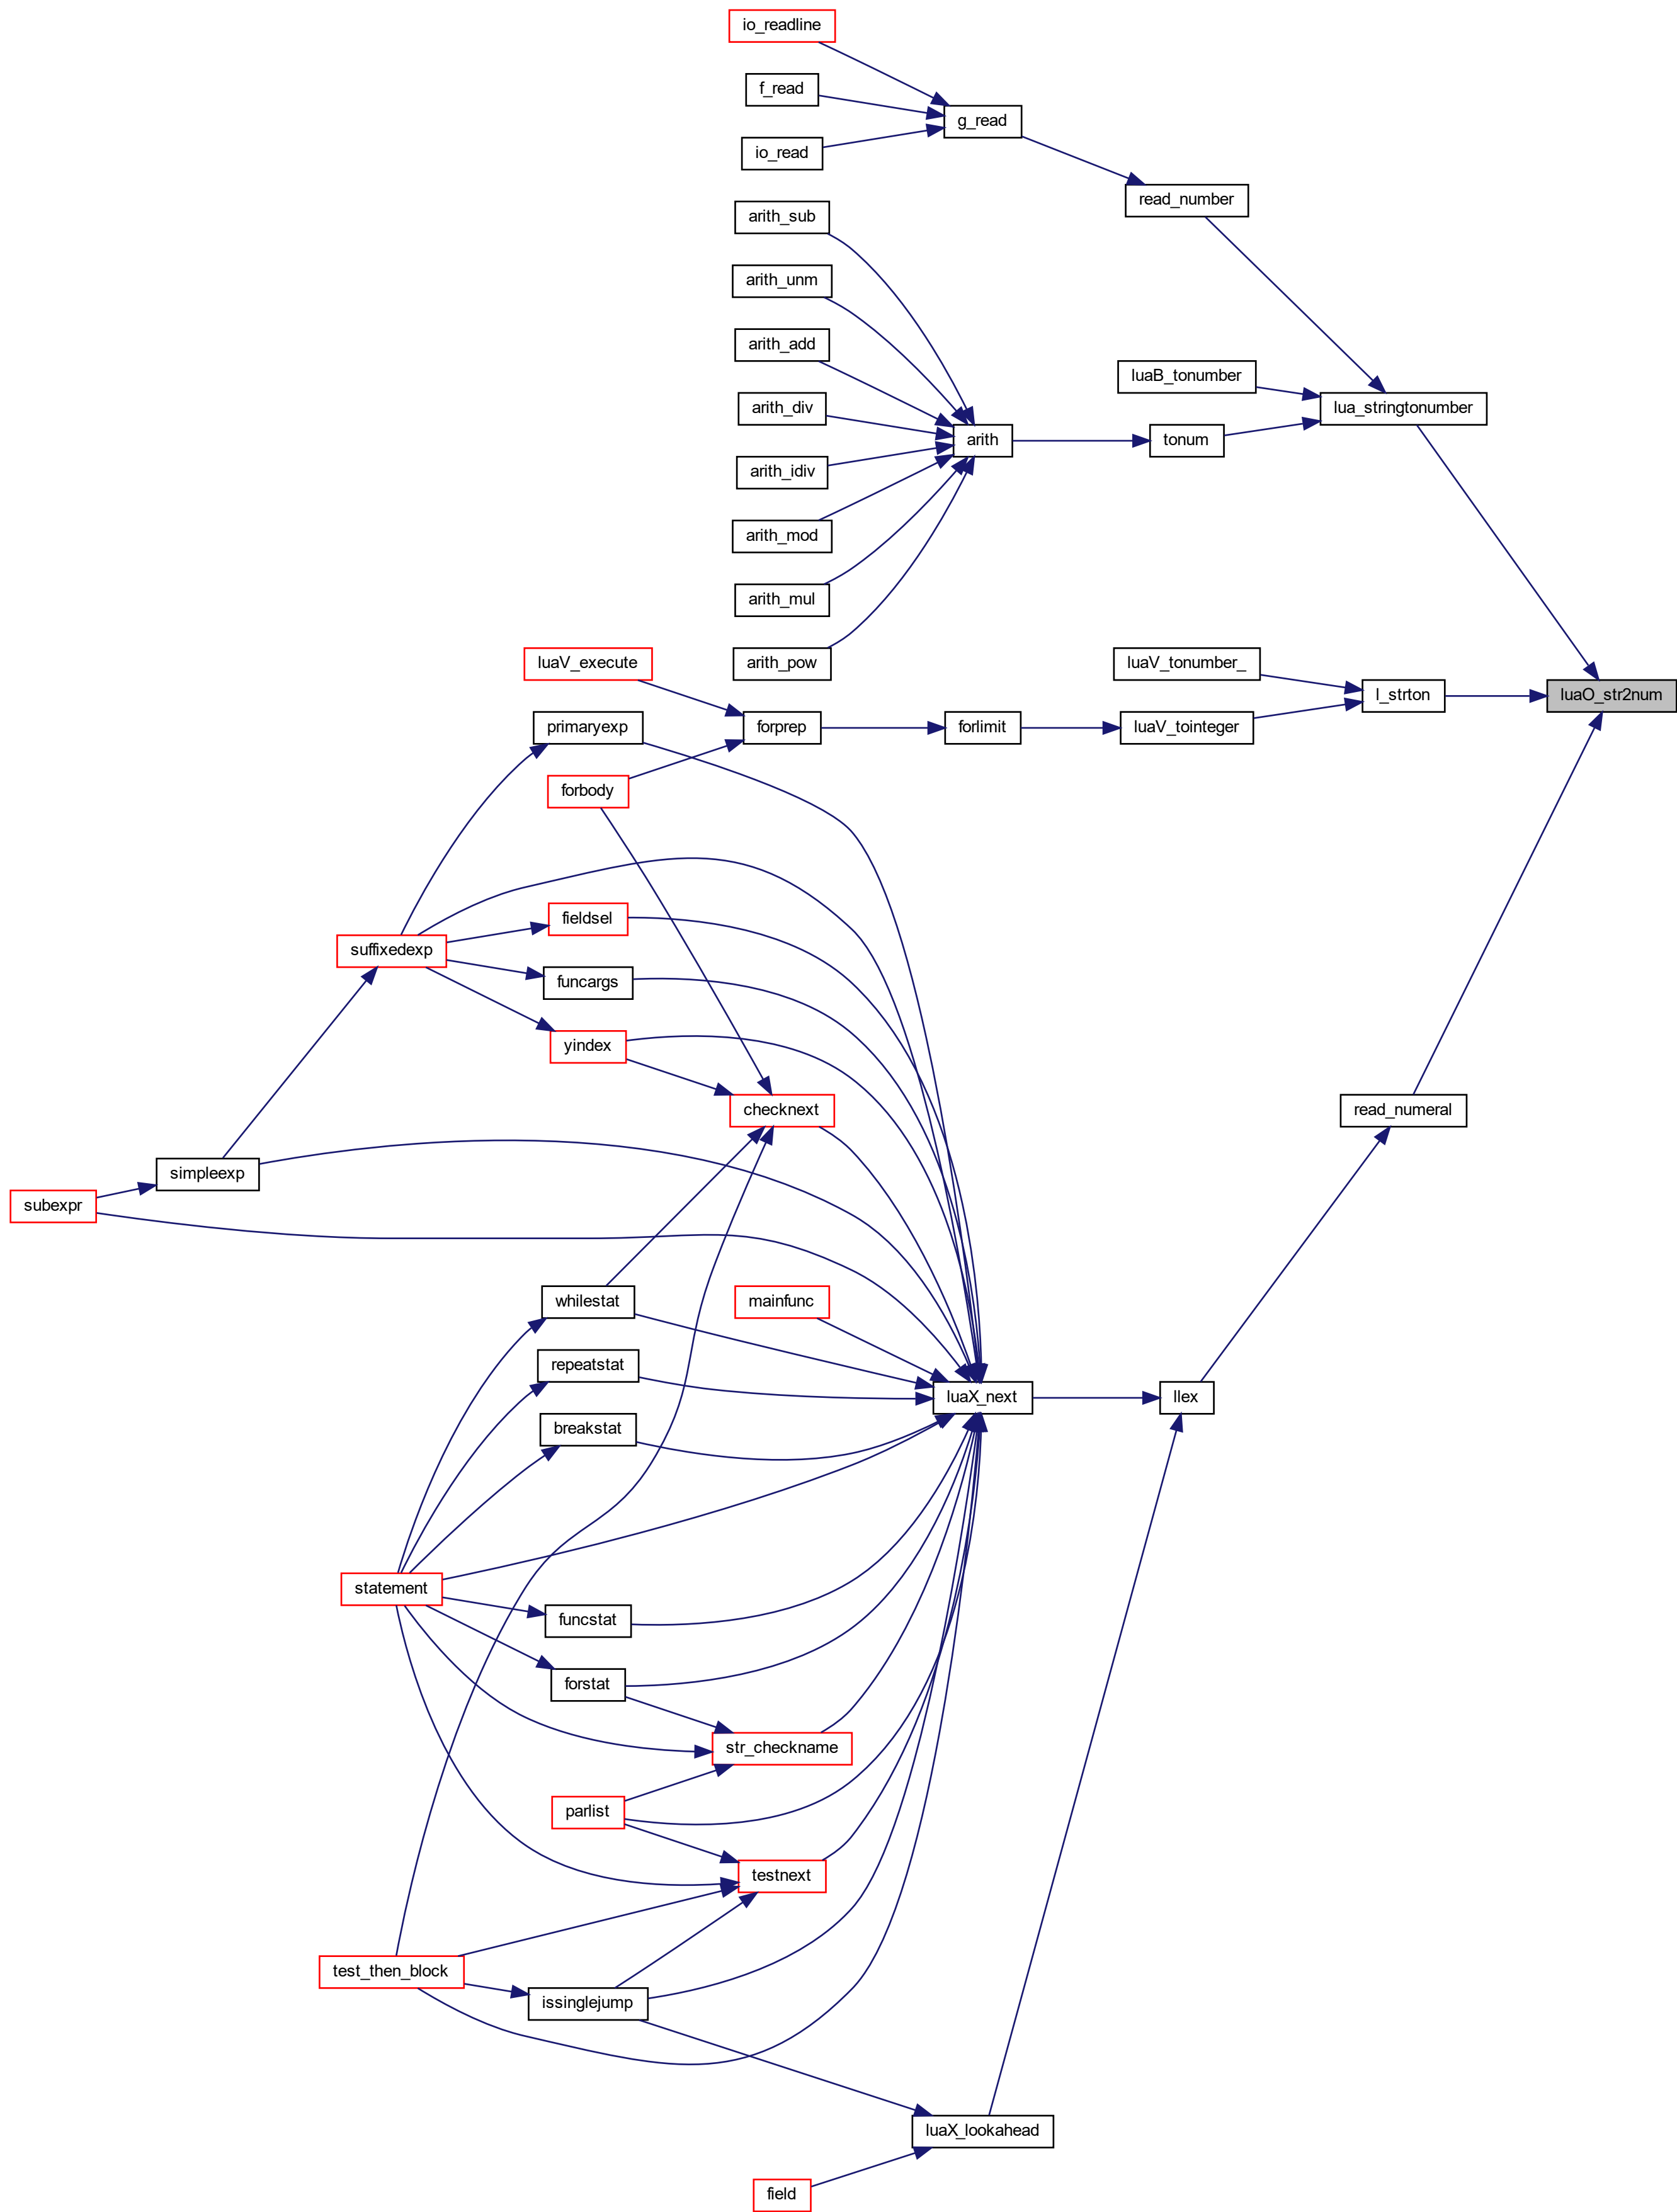 io_readline
f_read
g_read
io_read
read_number
arith_sub
arith_unm
arith_add
luaB_tonumber
arith_div
lua_stringtonumber
arith
tonum
arith_idiv
arith_mod
arith_mul
arith_pow
luaV_execute
luaV_tonumber_
l_strton
luaO_str2num
primaryexp
forprep
forlimit
luaV_tointeger
forbody
fieldsel
suffixedexp
funcargs
yindex
checknext
read_numeral
simpleexp
subexpr
whilestat
mainfunc
repeatstat
luaX_next
llex
breakstat
statement
funcstat
forstat
str_checkname
parlist
testnext
test_then_block
issinglejump
luaX_lookahead
field